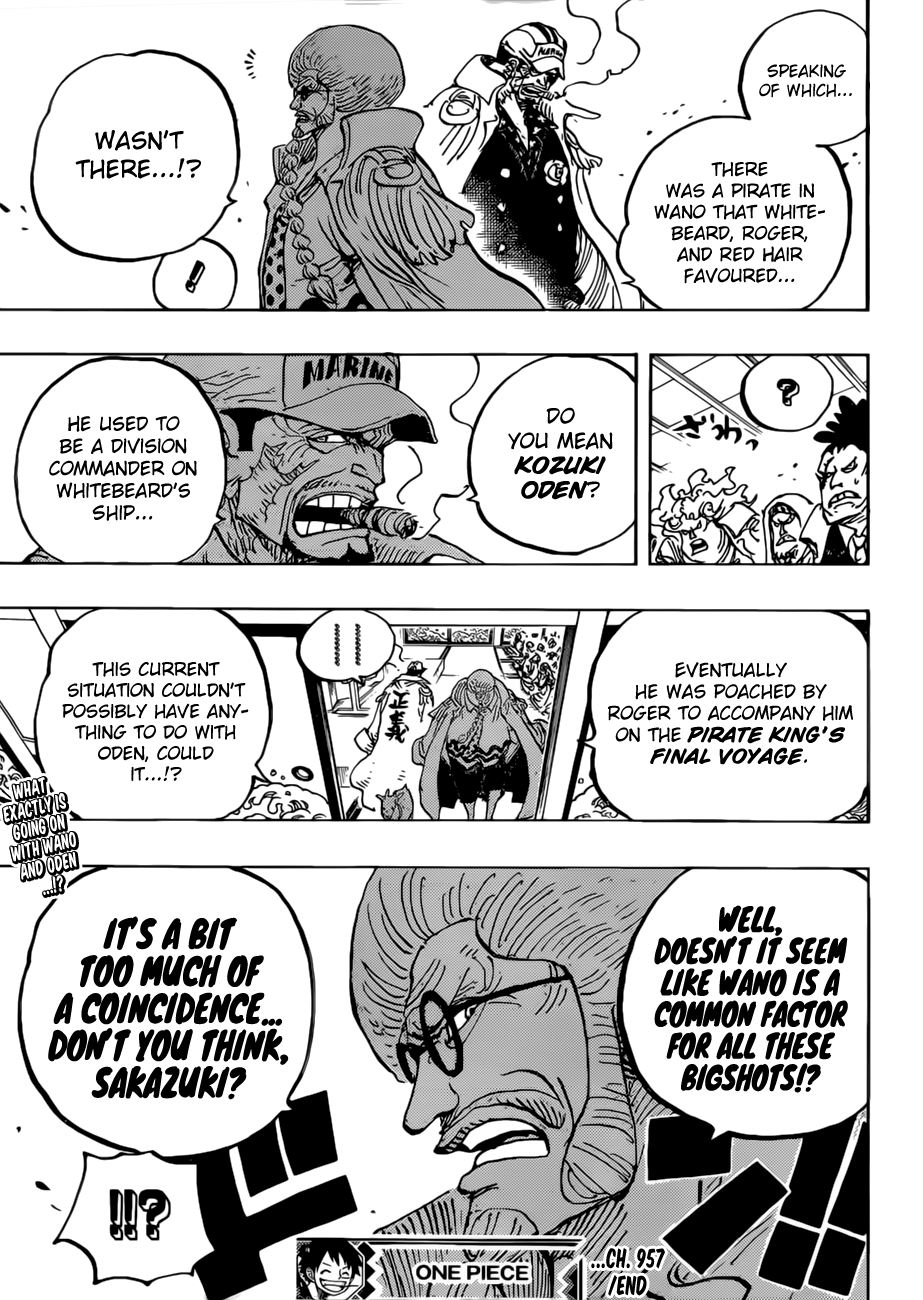 SPEAKING
OF WHICH...
THERE
WAS A PIRATE IN
WANO THAT WHITE-
BEARD, ROGER,
AND RED HAIR
FAVOURED...
MARINE
WASN'T
THERE...!?
!
?
DO
YOU MEAN
KOZUKI
ODEN?
MARINE
HE USED TO
BE A DIVISION
COMMANDER ON
WHITEBEARD'S
SHIP...
EVENTUALLY
HE WAS POACHED BY
ROGER TO ACCOMPANY HIM
ON THE PIRATE KING'S
FINAL VOYAGE.
!!
正義
THIS CURRENT
SITUATION COULDN'T
POSSIBLY HAVE ANY-
THING TO DO WITH
ODEN, COULD
IT...!?
WHAT
EXACTLY IS
GOING ON
WITH WANO
AND ODEN
...!?
WELL,
DOESN'T IT SEEM
LIKE WANO IS A
COMMON FACTOR
FOR ALL THESE
BIGSHOTS!?
IT'S A BIT
TOO MUCH OF
A COINCIDENCE...
DON'T YOU THINK,
SAKAZUKI?
ドン!!
!!?
ONE PIECE
...CH. 957
/END